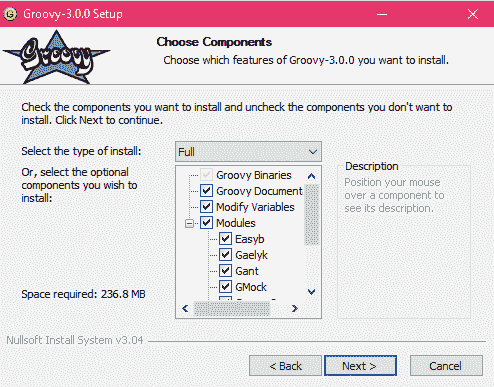 Groovy-3.0.0 Setup
Groovy
Choose Components
Choose which features of Groovy-3.0.0 you want to install.
Check the components you want to install and uncheck the components you don't want to
install. Click Next to continue.
Select the type of install:
Full
Or, select the optional
components you wish to
install:
Groovy Binaries
Groovy Document
Modify Variables
Modules
Easyb
Gaelyk
Gant
GMock
Description
Position your mouse
over a component to
see its description.
Space required: 236.8 MB
Nullsoft Install System v3.04
< Back
Next >
Cancel